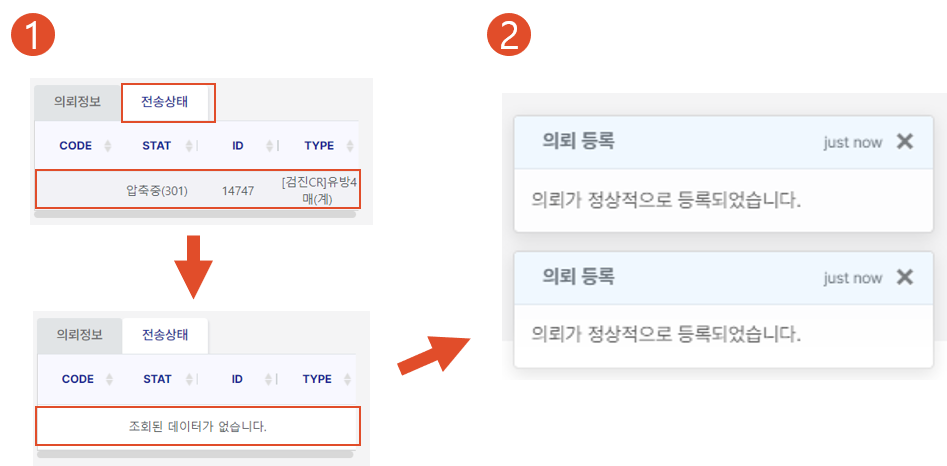 1
의뢰정보 전송상태
CODE STAT ID TYPE
압축중(301) 14747 [검진CR]유방4
매(계)
의뢰정보 전송상태
CODE STAT ID TYPE
조회된 데이터가 없습니다.
2
의뢰 등록 just now ×
의뢰가 정상적으로 등록되었습니다.
의뢰 등록 just now ×
의뢰가 정상적으로 등록되었습니다.